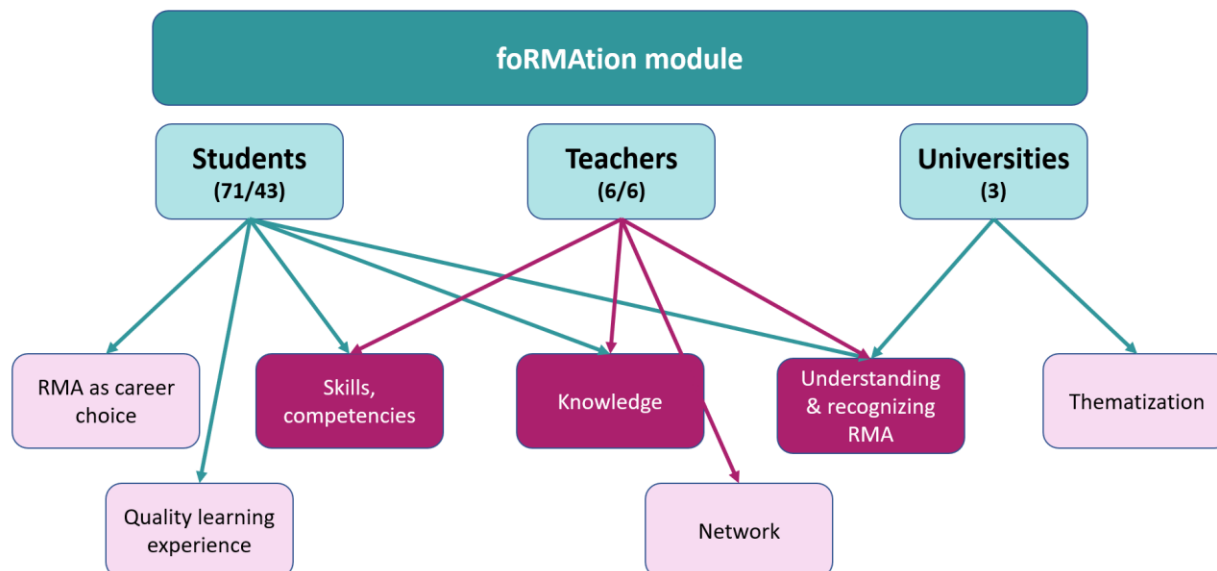 foRMAtion module
Students
(71/43)
Teachers
(6/6)
Universities
(3)
RMA as career
choice
Skills,
competencies
Knowledge
Understanding
& recognizing
RMA
Thematization
Quality learning
experience
Network